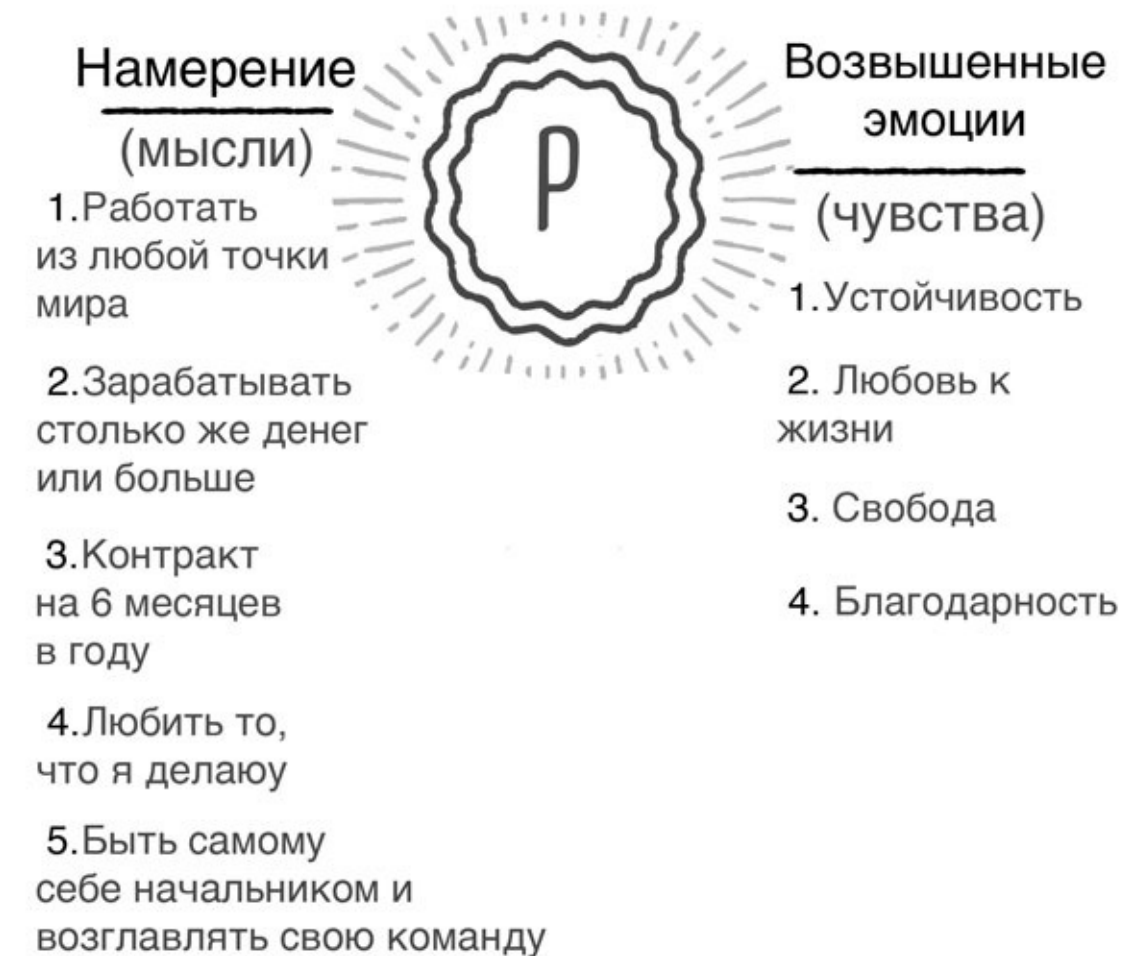 Намерение
(мысли)
1.Работать
из любой точки
мира
2.Зарабатывать
столько же денег
или больше
3.Контракт
на 6 месяцев
в году
4.Любить то,
что я делаюу
5.Быть самому
себе начальником и
возглавлять свою команду
Р
Возвышенные
эмоции
(чувства)
1.Устойчивость
2. Любовь к
жизни
3. Свобода
4. Благодарность